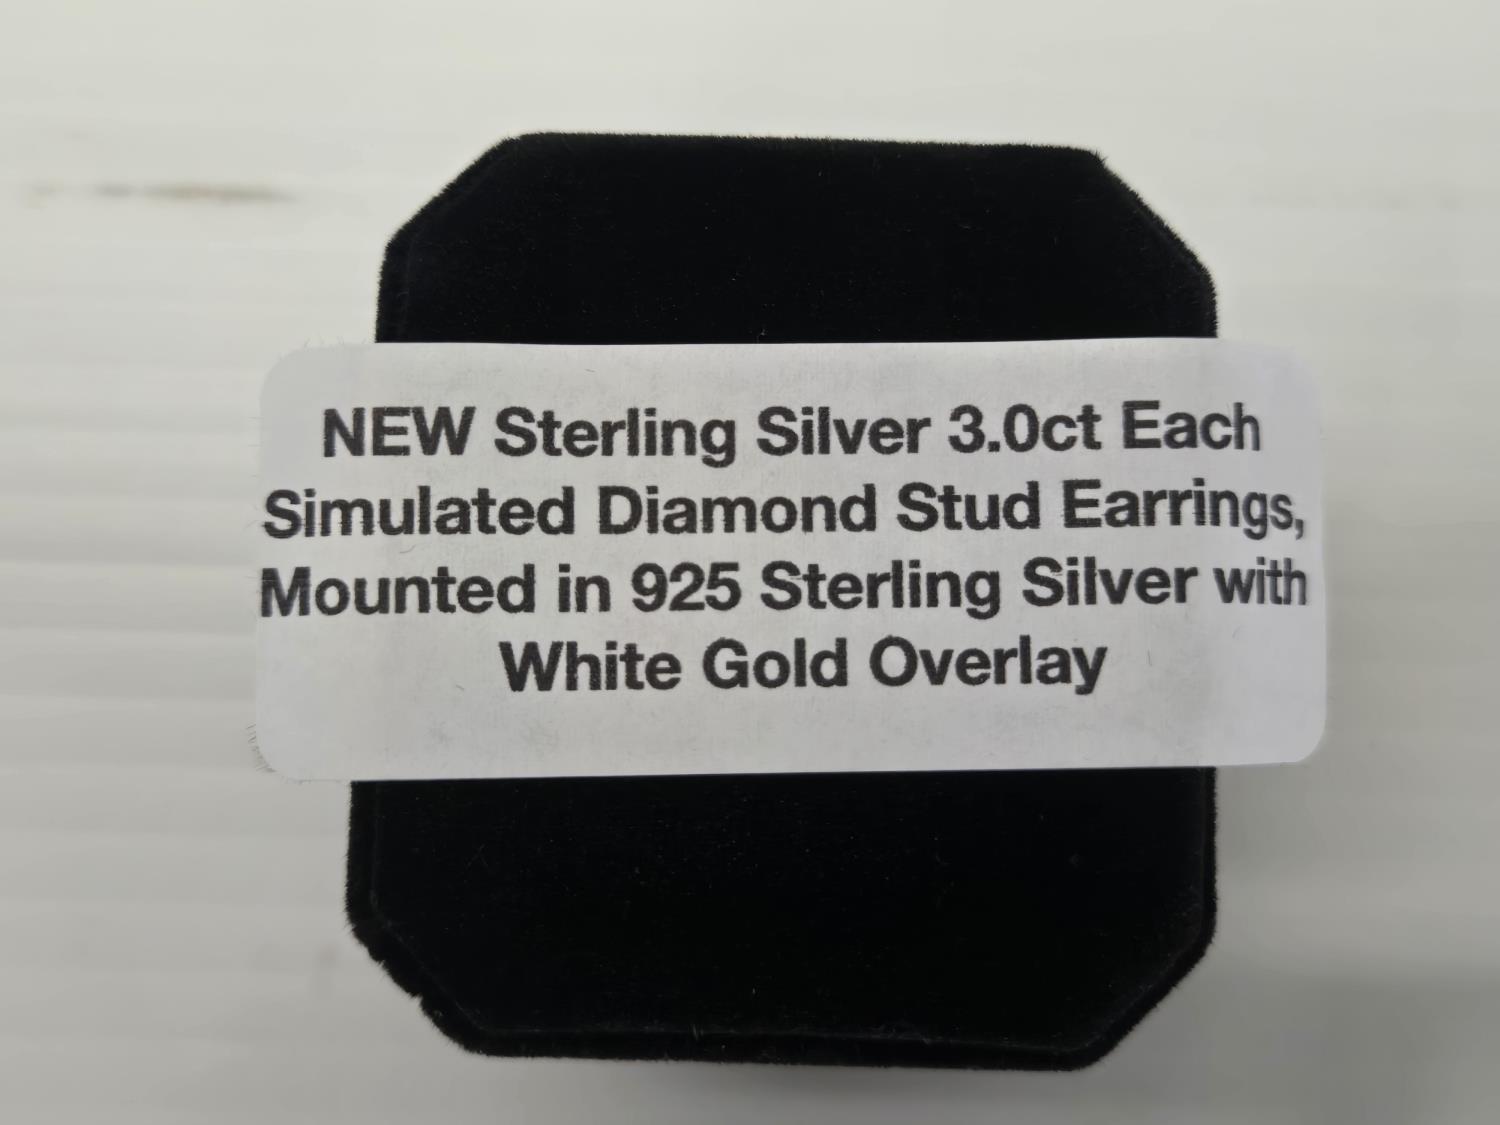 NEW Sterling Silver 3.0ct Each
Simulated Diamond Stud Earrings,
Mounted in 925 Sterling Silver with
White Gold Overlay